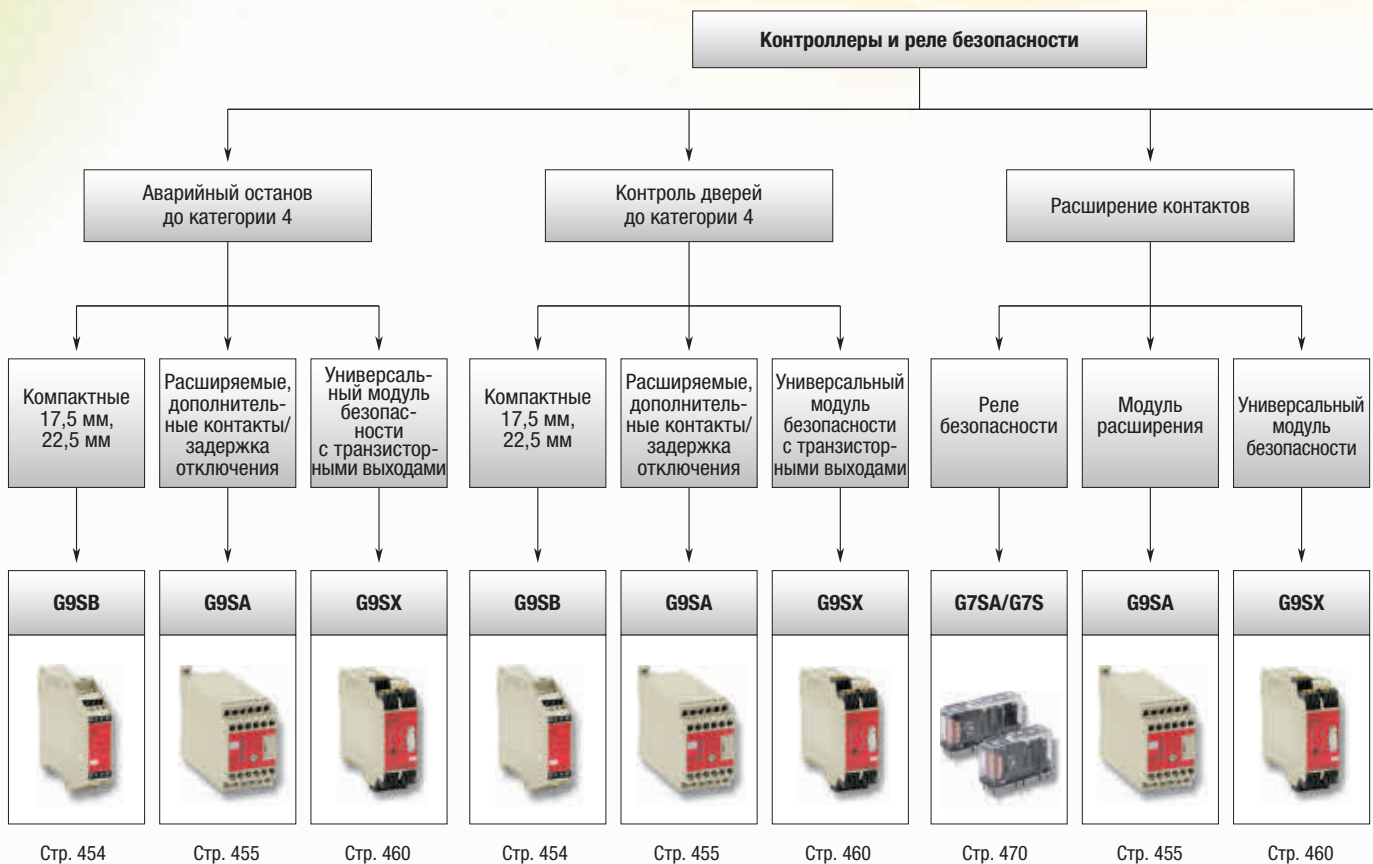 Контроллеры и реле безопасности
Аварийный останов
до категории 4
Контроль дверей
до категории 4
Расширение контактов
Компактные
17,5 мм,
22,5 мм
Расширяемые,
дополнитель-
ные контакты/
задержка
отключения
Универсаль-
ный модуль
безопас-
ности
с транзистор-
ными выходами
Компактные
17,5 мм,
22,5 мм
Расширяемые,
дополнитель-
ные контакты/
задержка
отключения
Универсальный
модуль
безопасности
с транзистор-
ными выходами
Реле
безопасности
Модуль
расширения
Универсальный
модуль
безопасности
G9SB
G9SA
G9SX
G9SB
G9SA
G9SX
G7SA/G7S
G9SA
G9SX
Стр. 454
Стр. 455
Стр. 460
Стр. 454
Стр. 455
Стр. 460
Стр. 470
Стр. 455
Стр. 460